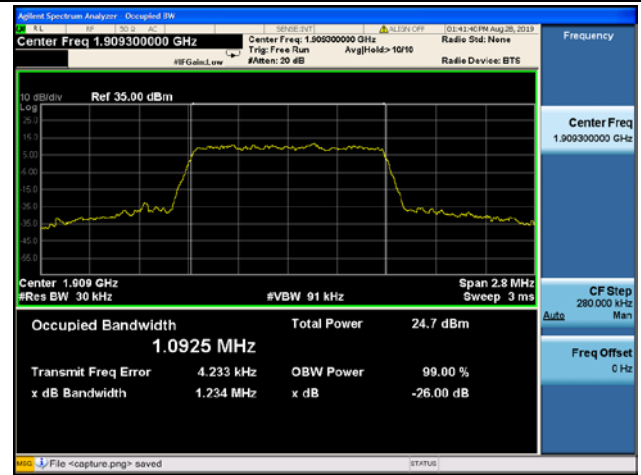 Agilent Spectrum Analyzer - Occupied BW
RL RF 50 Ω AC SENSE:INT ALIGN OFF 01:41:40 PM Aug 28, 2019
Center Freq 1.909300000 GHz
Center Freq: 1.909300000 GHz
Radio Std: None
Trig: Free Run Avg|Hold:> 10/10
#IFGain:Low #Atten: 20 dB Radio Device: BTS
10 dB/div Ref 35.00 dBm
Log
25.0
15.0
5.00
-5.00
-15.0
-25.0
-35.0
-45.0
-55.0
Center 1.909 GHz Span 2.8 MHz
#Res BW 30 kHz #VBW 91 kHz Sweep 3 ms
Occupied Bandwidth Total Power 24.7 dBm
1.0925 MHz
Transmit Freq Error 4.233 kHz OBW Power 99.00 %
x dB Bandwidth 1.234 MHz x dB -26.00 dB
MSG File <capture.png> saved STATUS
Frequency
Center Freq
1.909300000 GHz
CF Step
280.000 kHz
Auto Man
Freq Offset
0 Hz